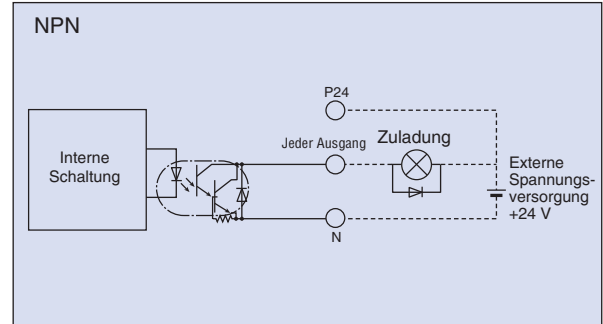 NPN
P24
Jeder Ausgang
Zuladung
Interne
Schaltung
Externe
Spannungs-
versorgung
+24 V
N